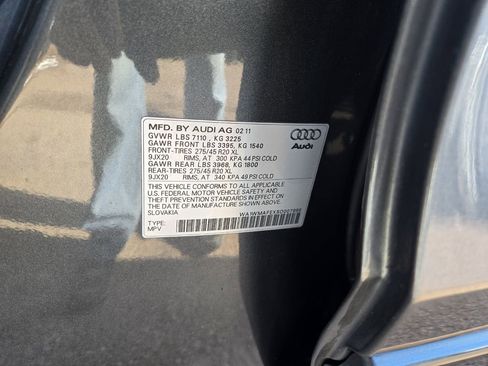 MFD. BY AUDI AG 02 11
GVWR LBS 7110, KG 3225
GAWR FRONT LBS 3395, KG 1540
FRONT-TIRES 275/45 R20 XL
9JX20 RIMS, AT 300 KPA 44 PSI COLD
GAWR REAR LBS 3968, KG 1800
REAR-TIRES 275/45 R20 XL
9JX20 RIMS, AT 340 KPA 49 PSI COLD
THIS VEHICLE CONFORMS TO ALL APPLICABLE
U.S. FEDERAL MOTOR VEHICLE SAFETY AND
THEFT PREVENTION STANDARDS IN EFFECT ON
THE DATE OF MANUFACTURE SHOWN ABOVE.
SLOVAKIA
TYPE:
MPV
Audi